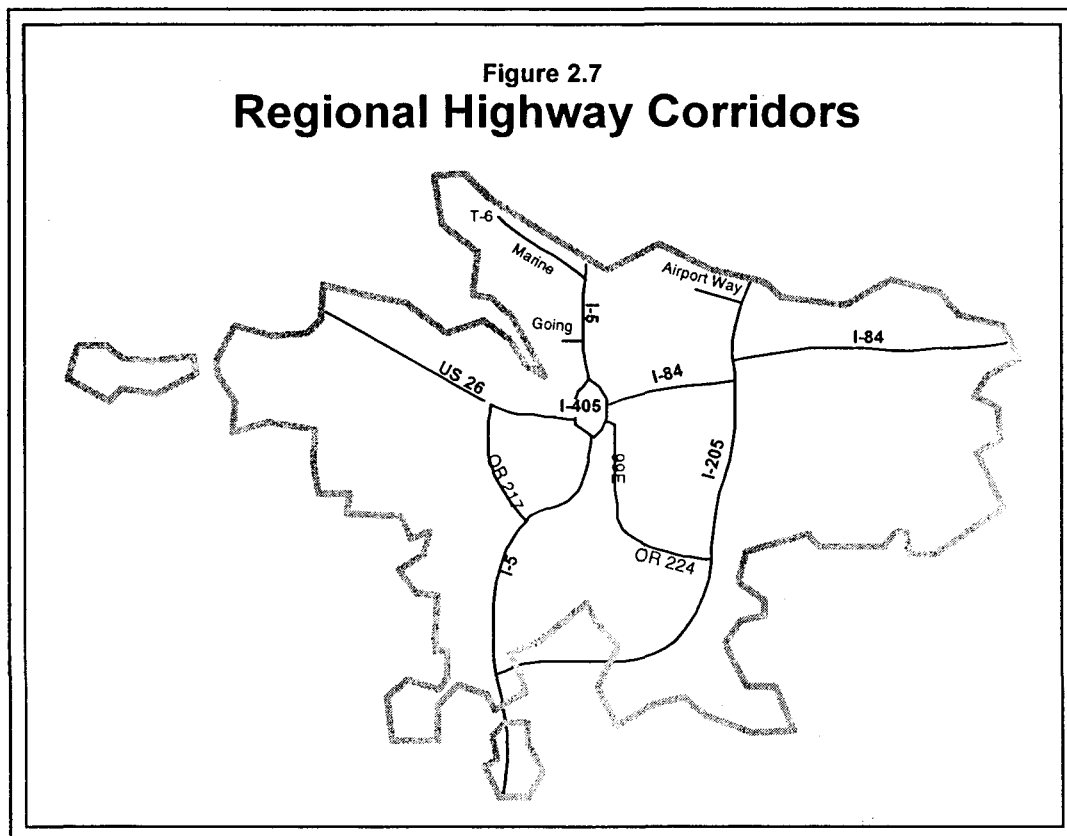 Figure 2.7
Regional Highway Corridors
T-6
Marine
Airport Way
I-5
Going
I-84
I-84
US 26
I-405
OR 217
99E
I-205
I-5
OR 224